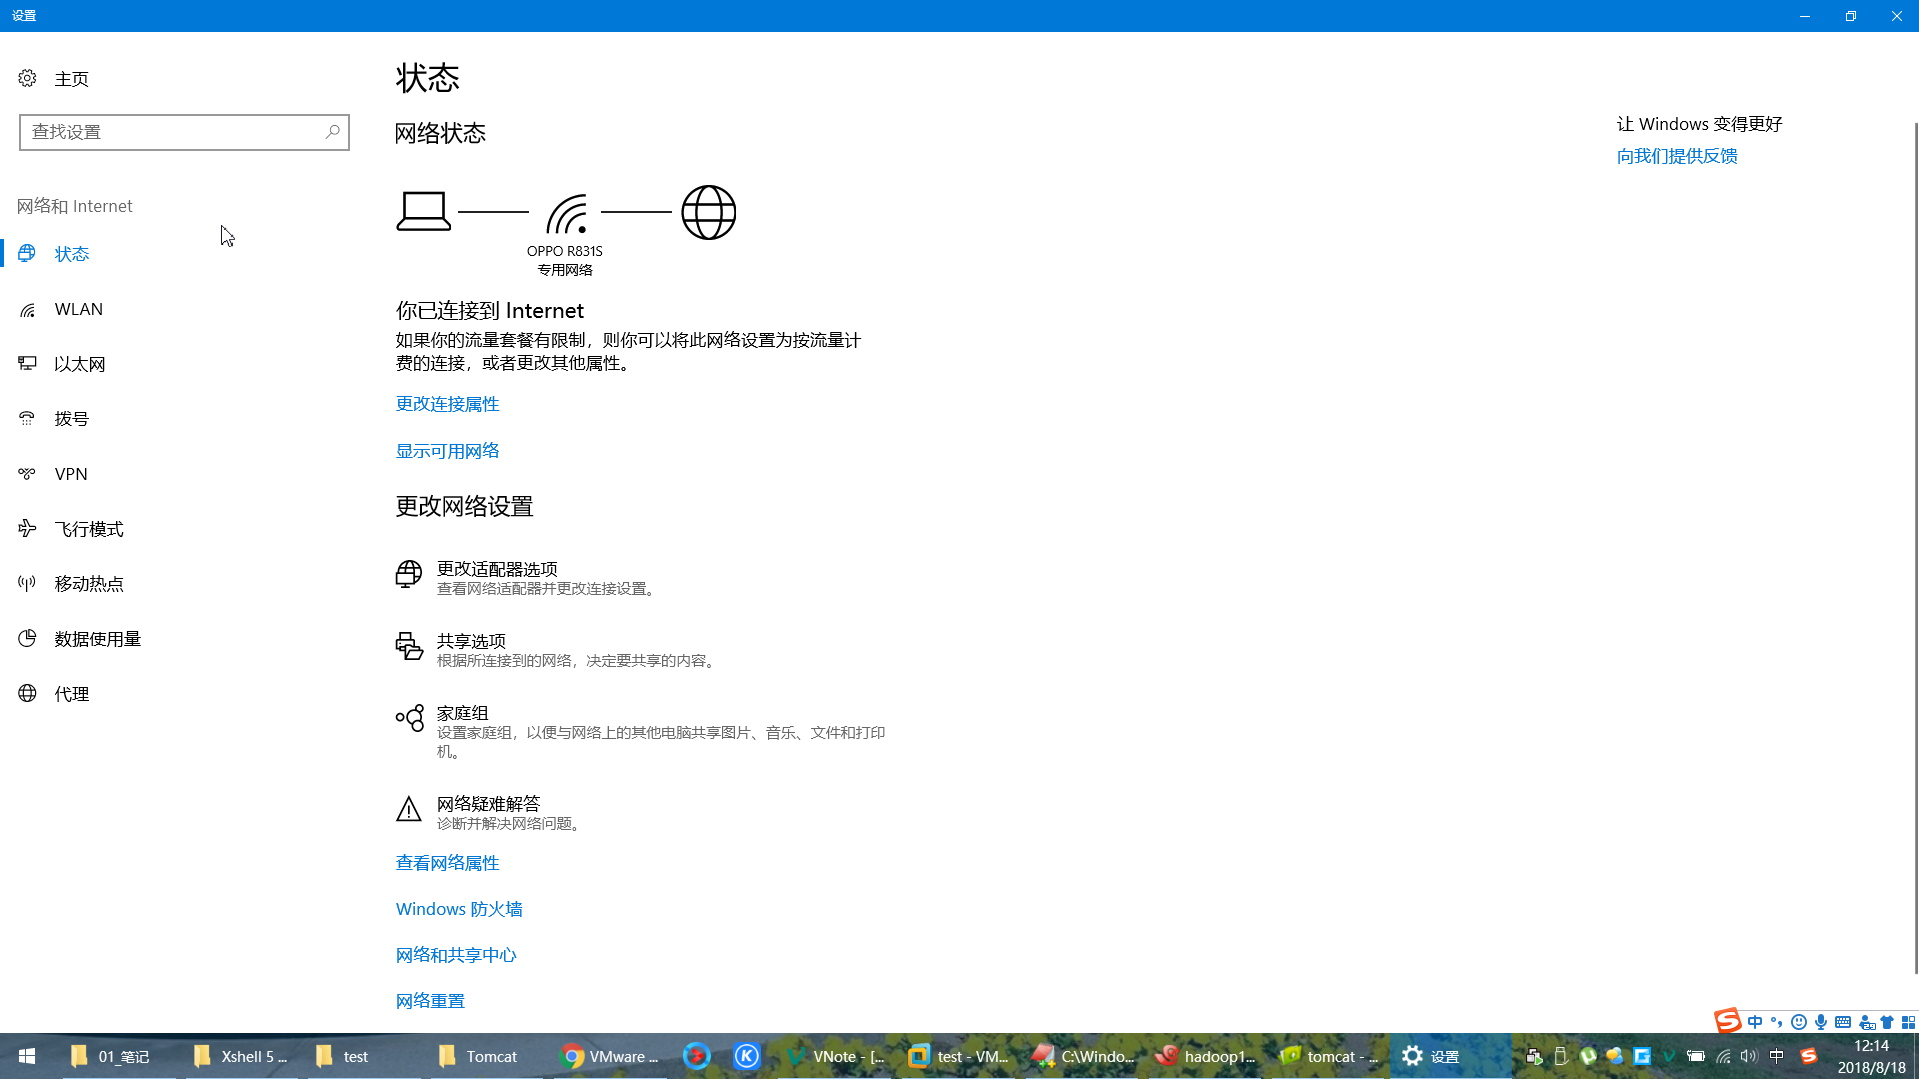 设置
主页
查找设置
网络和 Internet
状态
WLAN
以太网
拨号
VPN
飞行模式
移动热点
数据使用量
代理
状态
网络状态
OPPO R831S
专用网络
你已连接到 Internet
如果你的流量套餐有限制，则你可以将此网络设置为按流量计
费的连接，或者更改其他属性。
更改连接属性
显示可用网络
更改网络设置
更改适配器选项
查看网络适配器并更改连接设置。
共享选项
根据所连接到的网络，决定要共享的内容。
家庭组
设置家庭组，以便与网络上的其他电脑共享图片、音乐、文件和打印
机。
网络疑难解答
诊断并解决网络问题。
查看网络属性
Windows 防火墙
网络和共享中心
网络重置
让 Windows 变得更好
向我们提供反馈
中
01_笔记
Xshell 5 ...
test
Tomcat
VMware ...
VNote - [...
test - VM...
C:\Windo...
hadoop1...
tomcat - ...
设置
中
12:14
2018/8/18